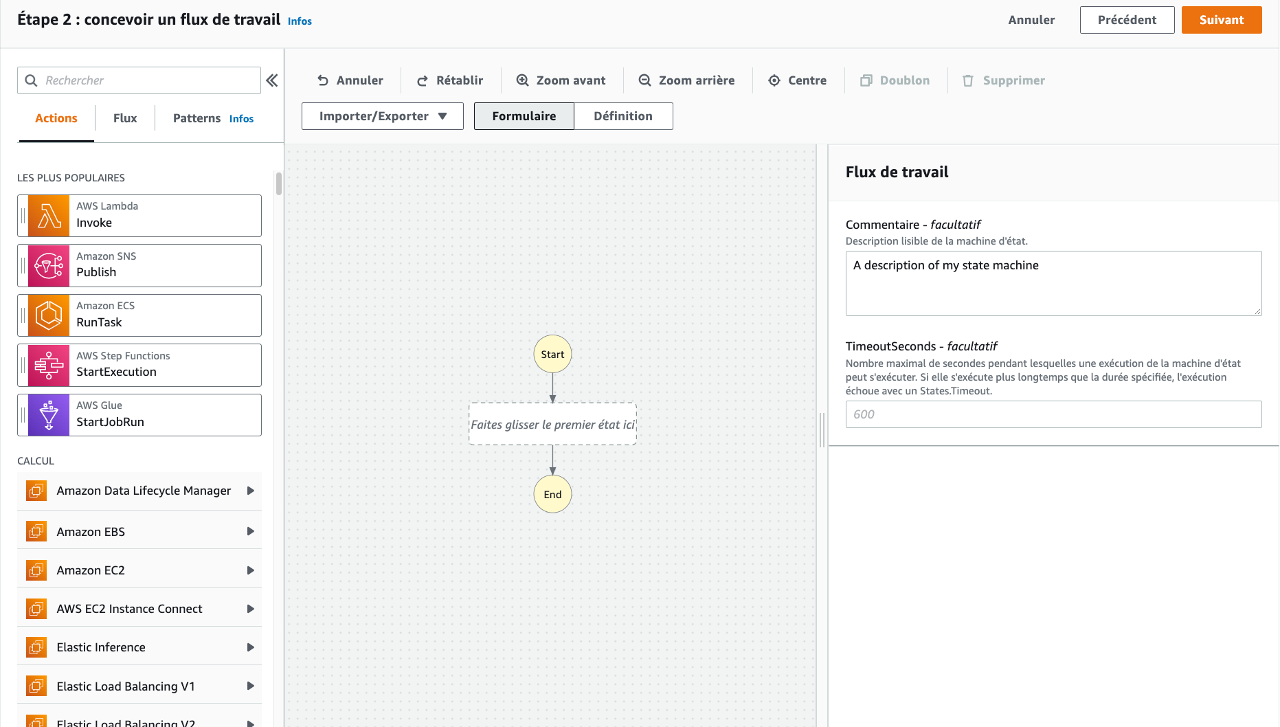 Étape 2 : concevoir un flux de travail Infos
Annuler Précédent Suivant
Rechercher
Actions Flux Patterns Infos
LES PLUS POPULAIRES
AWS Lambda
Invoke
Amazon SNS
Publish
Amazon ECS
RunTask
AWS Step Functions
StartExecution
AWS Glue
StartJobRun
CALCUL
Amazon Data Lifecycle Manager
Amazon EBS
Amazon EC2
AWS EC2 Instance Connect
Elastic Inference
Elastic Load Balancing V1
Elastic Load Balancing V2
Annuler Rétablir Zoom avant Zoom arrière Centre Doublon Supprimer
Importer/Exporter Formulaire Définition
Start
Faites glisser le premier état ici
End
Flux de travail
Commentaire - facultatif
Description lisible de la machine d'état.
A description of my state machine
TimeoutSeconds - facultatif
Nombre maximal de secondes pendant lesquelles une exécution de la machine d'état
peut s'exécuter. Si elle s'exécute plus longtemps que la durée spécifiée, l'exécution
échoue avec un States.Timeout.
600